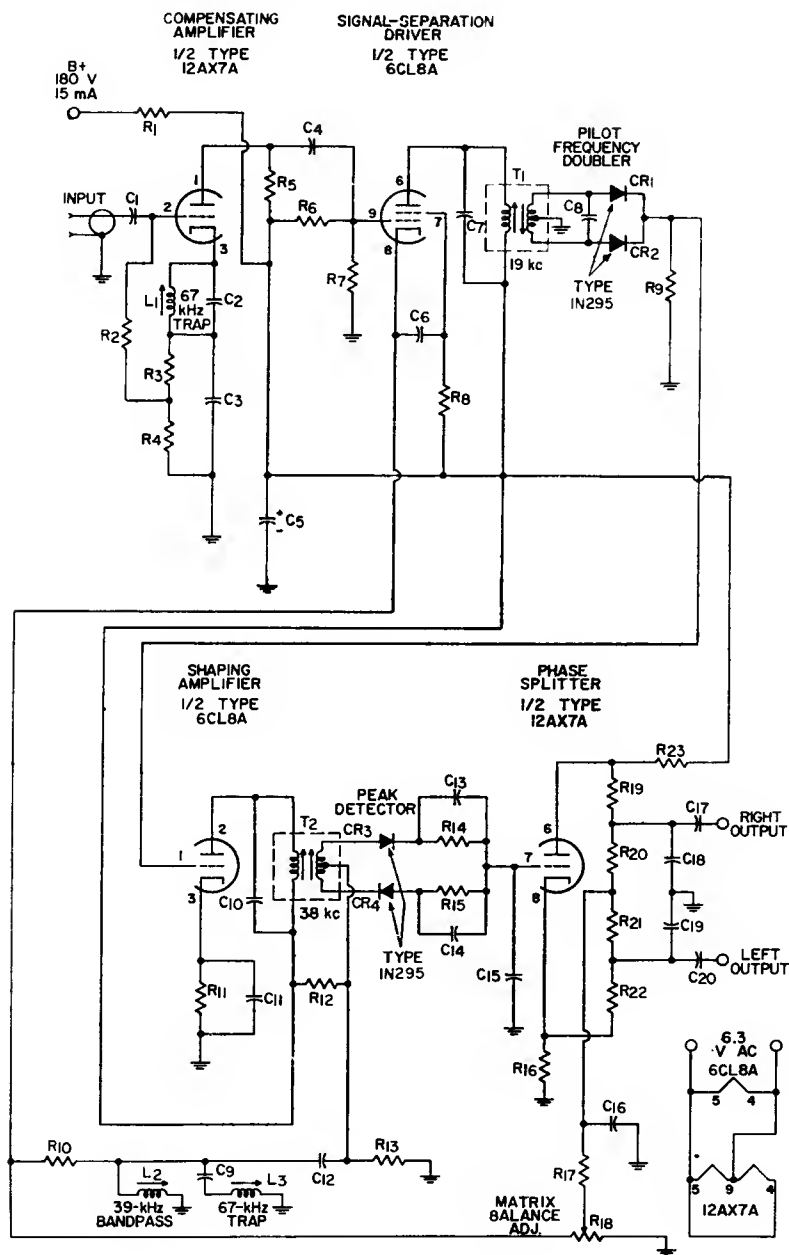 COMPENSATING
AMPLIFIER
1/2 TYPE
12AX7A
SIGNAL-SEPARATION
DRIVER
1/2 TYPE
6CL8A
B+
180 V
15 mA
R1
C4
PILOT
FREQUENCY
DOUBLER
INPUT
C1
2
1
3
R5
R6
9
6
7
8
C7
T1
19 kc
C8
CR1
CR2
TYPE
IN295
R9
R7
L1
67
kHz
TRAP
C2
R2
R3
C3
R4
C6
R8
C5
+
-
SHAPING
AMPLIFIER
1/2 TYPE
6CL8A
PHASE
SPLITTER
1/2 TYPE
12AX7A
R23
2
1
3
C10
T2
38 kc
PEAK
DETECTOR
CR3
CR4
TYPE
IN295
C13
R14
R15
C14
C15
6
7
8
R19
R20
R21
R22
C17
RIGHT
OUTPUT
C18
C19
C20
LEFT
OUTPUT
R11
C11
R12
R16
C16
6.3
V AC
6CL8A
5 4
5 9 4
12AX7A
R10
L2
39-kHz
BANDPASS
C9
L3
67-kHz
TRAP
C12
R13
R17
MATRIX
BALANCE
ADJ.
R18